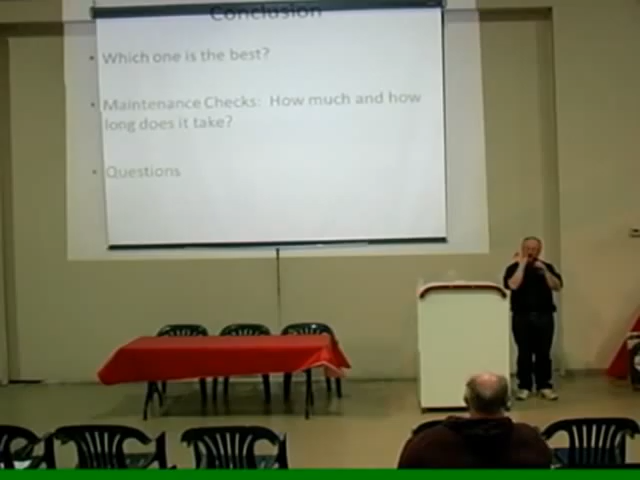 Conclusion
• Which one is the best?
• Maintenance Checks: How much and how
long does it take?
• Questions